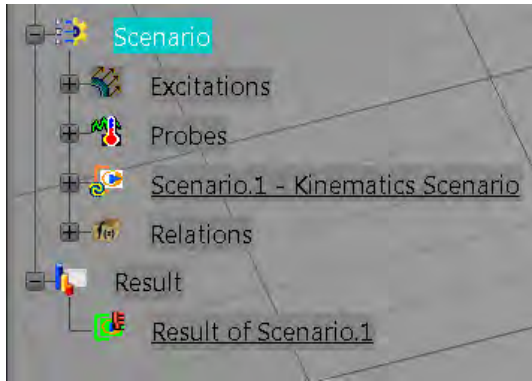 Scenario
Excitations
Probes
Scenario.1 - Kinematics Scenario
Relations
Result
Result of Scenario.1